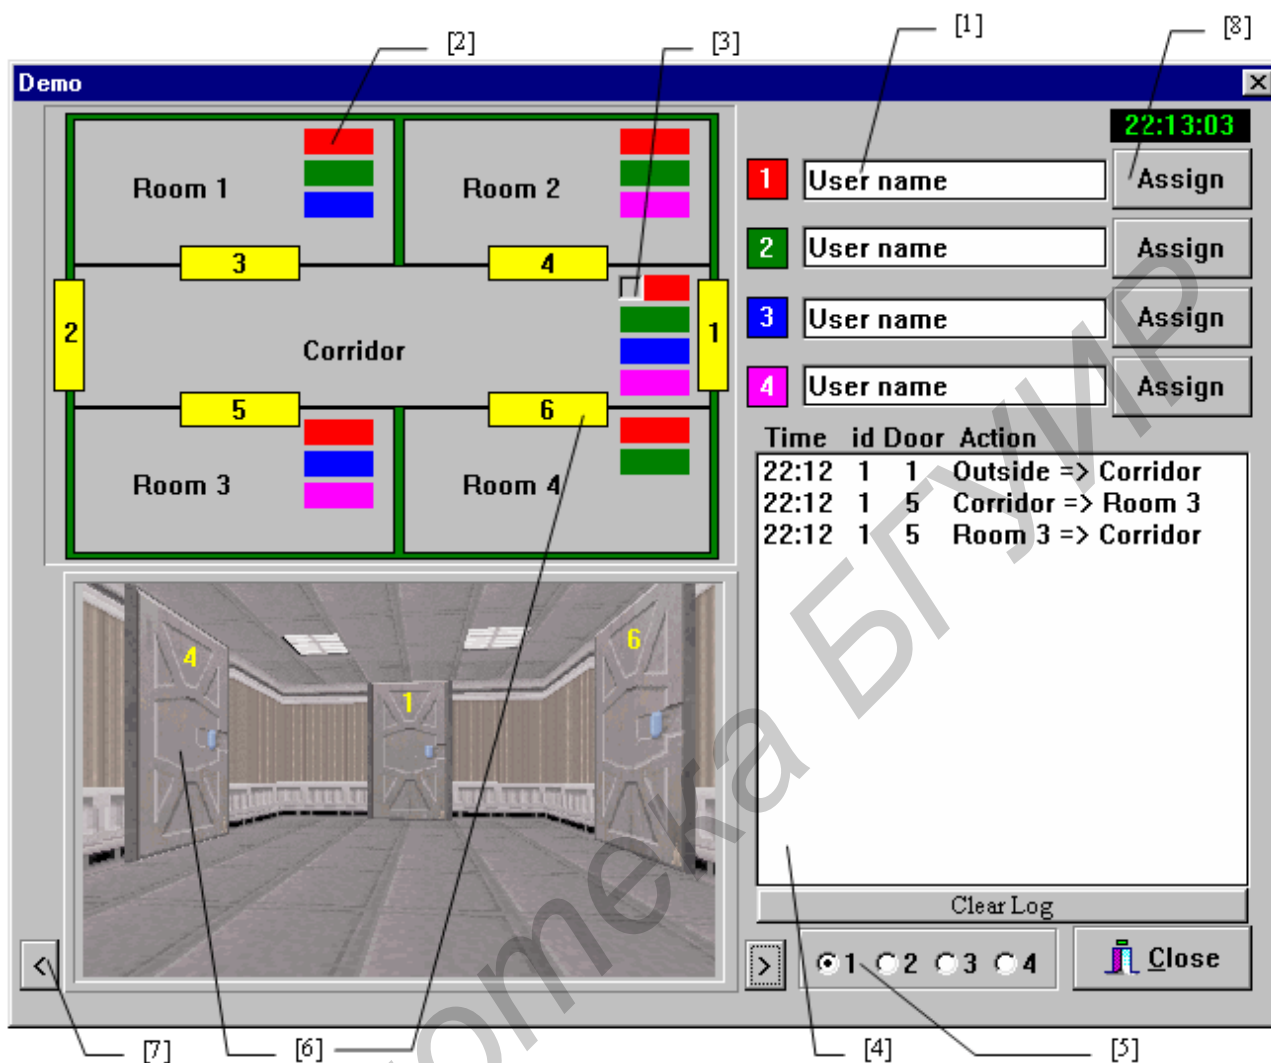 [2] [3] [1] [8]
Demo
22:13:03
Room 1 Room 2
1 User name Assign
2 User name Assign
3 User name Assign
4 User name Assign
3 4
2 1
Corridor
5 6
Room 3 Room 4
Time id Door Action
22:12 1 1 Outside => Corridor
22:12 1 5 Corridor => Room 3
22:12 1 5 Room 3 => Corridor
4 1 6
Clear Log
< > 1 2 3 4 Close
[7] [6] [4] [5]
отека БГУИР